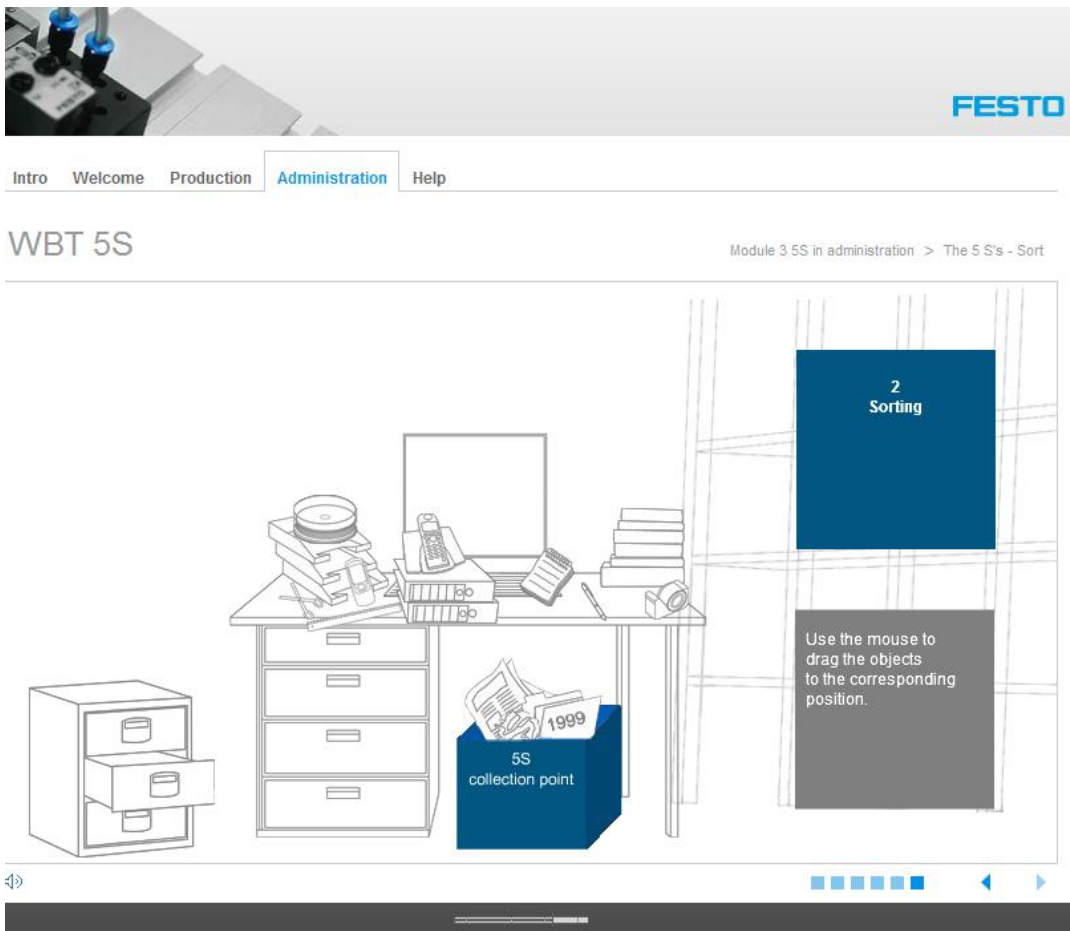 FESTO
Intro Welcome Production Administration Help
WBT 5S
Module 3 5S in administration > The 5 S's - Sort
2
Sorting
Use the mouse to
drag the objects
to the corresponding
position.
1999
5S
collection point